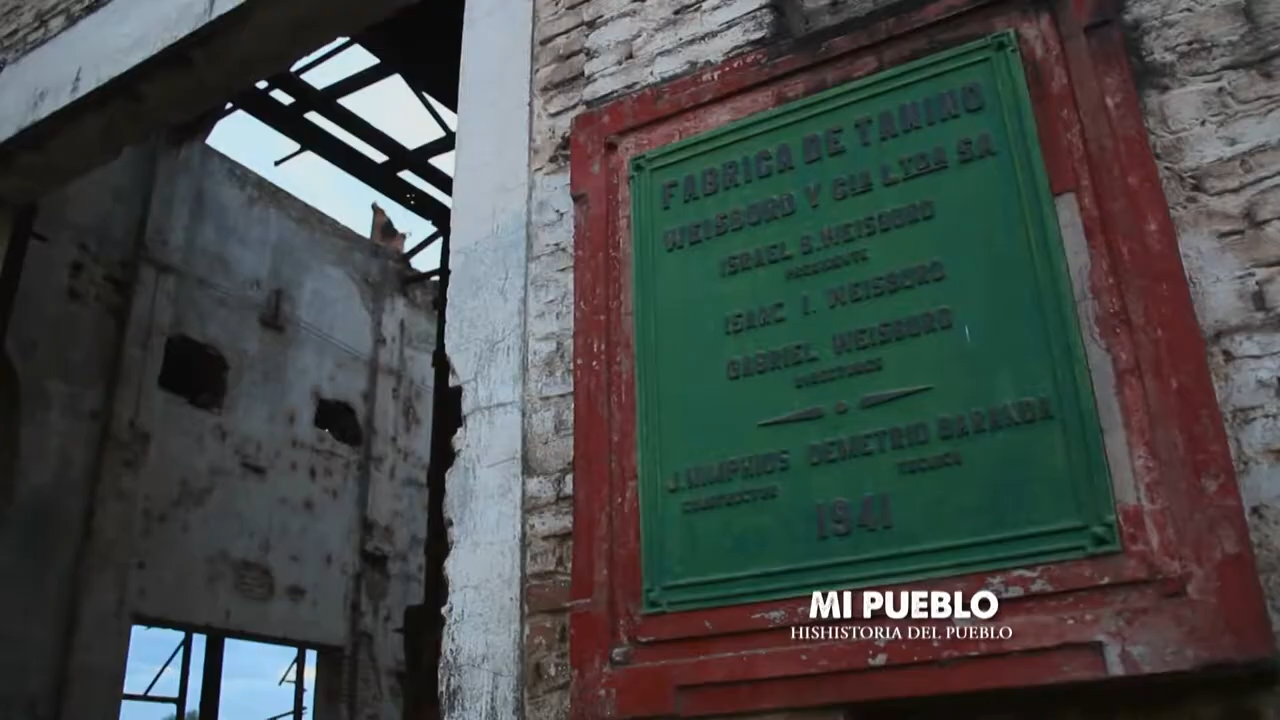 FABRICA DE TANINO
WEISBURD Y CIA LTDA SA
ISRAEL B. WEISBURD
PRESIDENTE
ISAAC I. WEISBURD
GABRIEL WEISBURD
DIRECTORES
J. NIMPHIUS DEMETRIO BARANDA
CONSTRUCTOR TECNICO
1941
MI PUEBLO
HISHISTORIA DEL PUEBLO